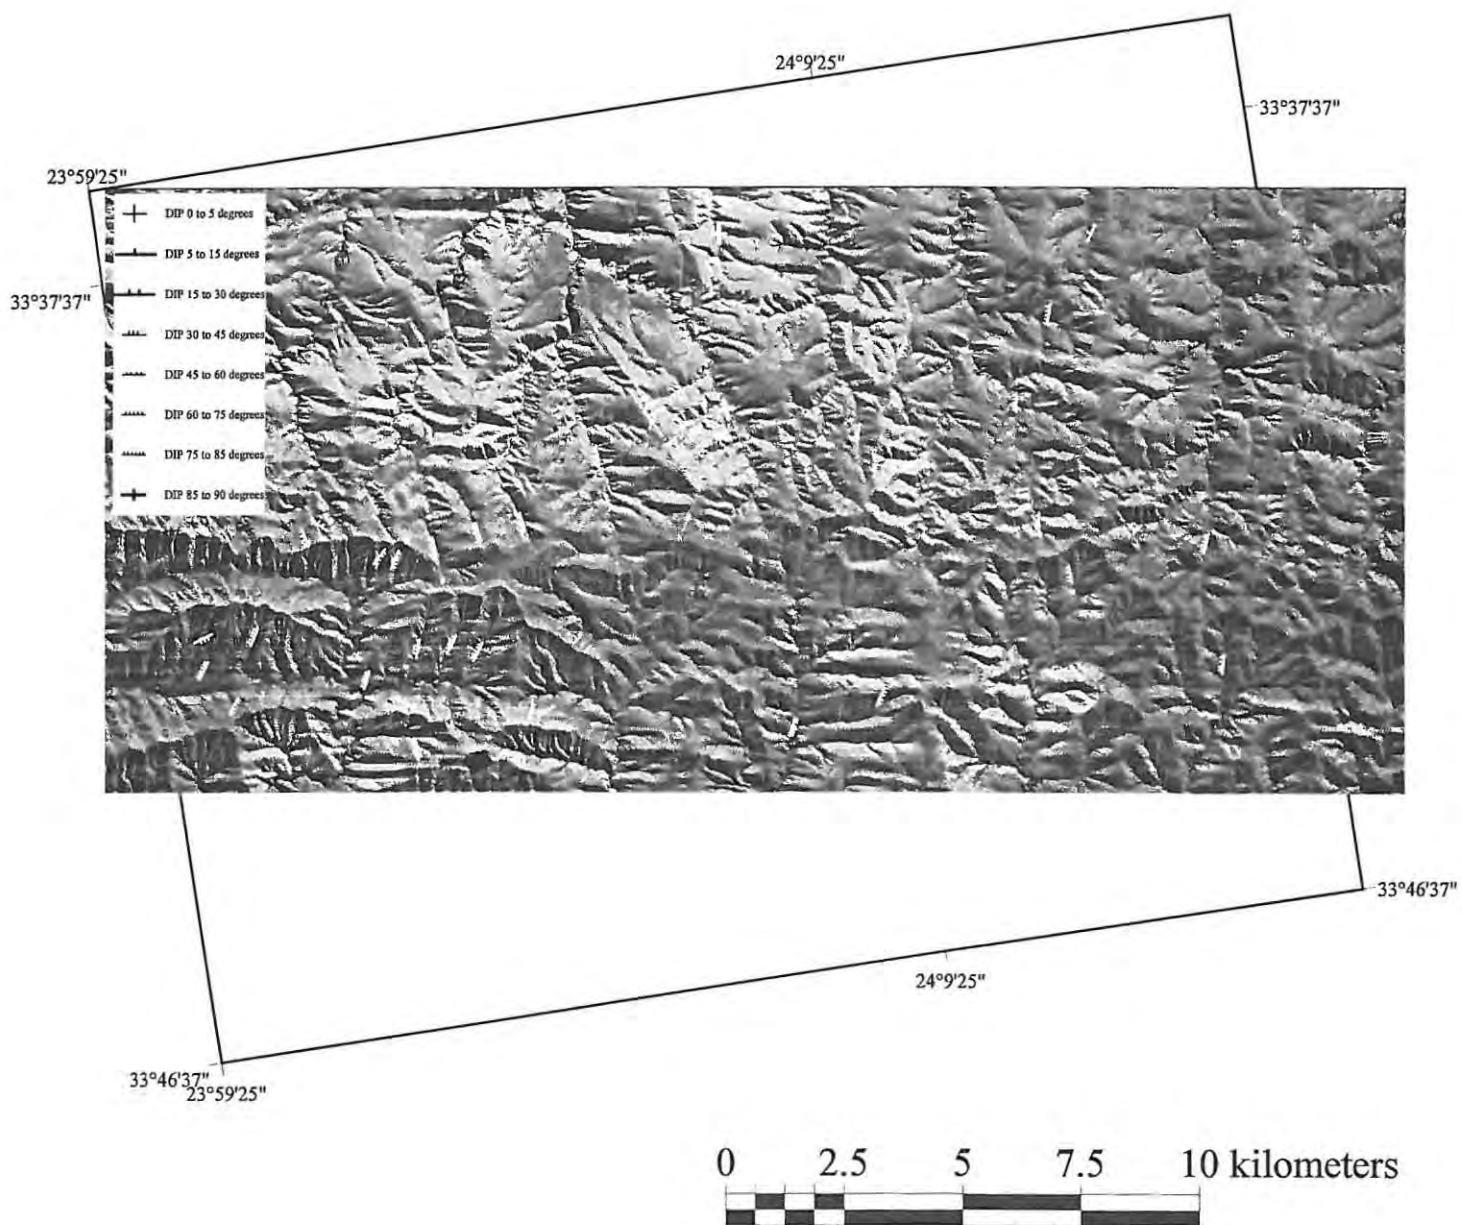 24°9'25"
33°37'37"
23°59'25"
DIP 0 to 5 degrees
DIP 5 to 15 degrees
DIP 15 to 30 degrees
33°37'37"
DIP 30 to 45 degrees
DIP 45 to 60 degrees
DIP 60 to 75 degrees
DIP 75 to 85 degrees
DIP 85 to 90 degrees
33°46'37"
24°9'25"
33°46'37"
23°59'25"
0 2.5 5 7.5 10 kilometers